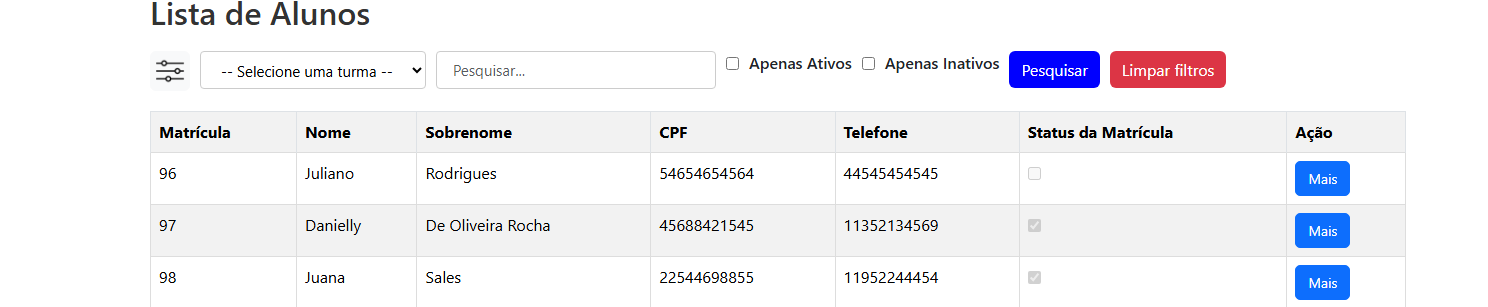 Lista de Alunos
-- Selecione uma turma -- Pesquisar... Apenas Ativos Apenas Inativos Pesquisar Limpar filtros
Matrícula Nome Sobrenome CPF Telefone Status da Matrícula Ação
96 Juliano Rodrigues 54654654564 44545454545 Mais
97 Danielly De Oliveira Rocha 45688421545 11352134569 Mais
98 Juana Sales 22544698855 11952244454 Mais